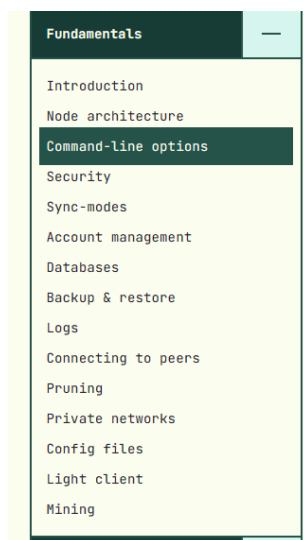 Fundamentals
Introduction
Node architecture
Command-line options
Security
Sync-modes
Account management
Databases
Backup & restore
Logs
Connecting to peers
Pruning
Private networks
Config files
Light client
Mining